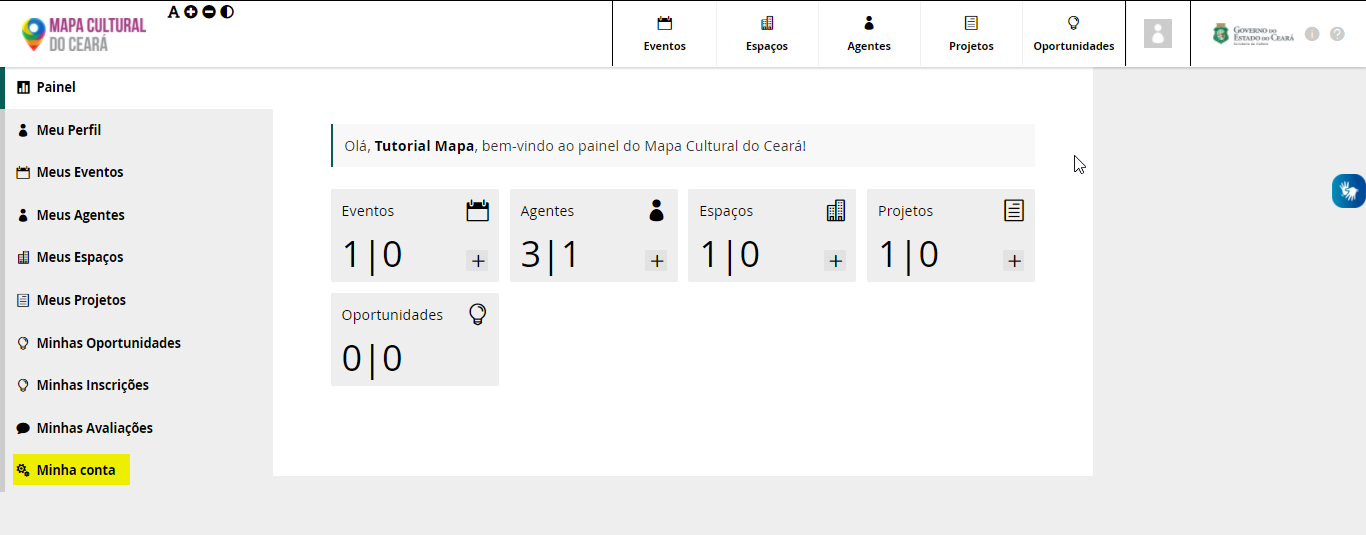 MAPA CULTURAL
DO CEARÁ
A
Eventos
Espaços
Agentes
Projetos
Oportunidades
GOVERNO DO
ESTADO DO CEARÁ
Painel
Meu Perfil
Meus Eventos
Meus Agentes
Meus Espaços
Meus Projetos
Minhas Oportunidades
Minhas Inscrições
Minhas Avaliações
Minha conta
Olá, Tutorial Mapa, bem-vindo ao painel do Mapa Cultural do Ceará!
Eventos
1|0
+
Agentes
3|1
+
Espaços
1|0
+
Projetos
1|0
+
Oportunidades
0|0